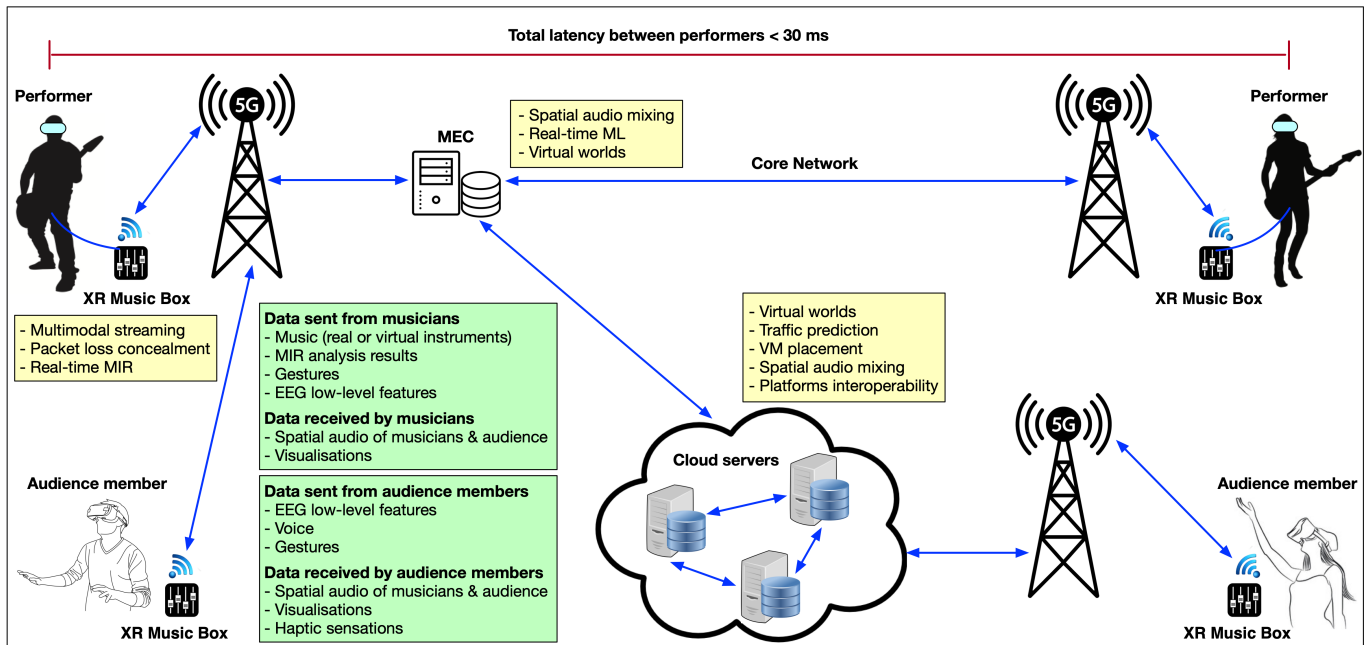 Total latency between performers < 30 ms
Performer
5G
MEC
- Spatial audio mixing
- Real-time ML
- Virtual worlds
Core Network
5G
Performer
XR Music Box
XR Music Box
- Multimodal streaming
- Packet loss concealment
- Real-time MIR
Data sent from musicians
- Music (real or virtual instruments)
- MIR analysis results
- Gestures
- EEG low-level features
Data received by musicians
- Spatial audio of musicians & audience
- Visualisations
- Virtual worlds
- Traffic prediction
- VM placement
- Spatial audio mixing
- Platforms interoperability
Audience member
Data sent from audience members
- EEG low-level features
- Voice
- Gestures
Data received by audience members
- Spatial audio of musicians & audience
- Visualisations
- Haptic sensations
XR Music Box
Cloud servers
5G
Audience member
XR Music Box